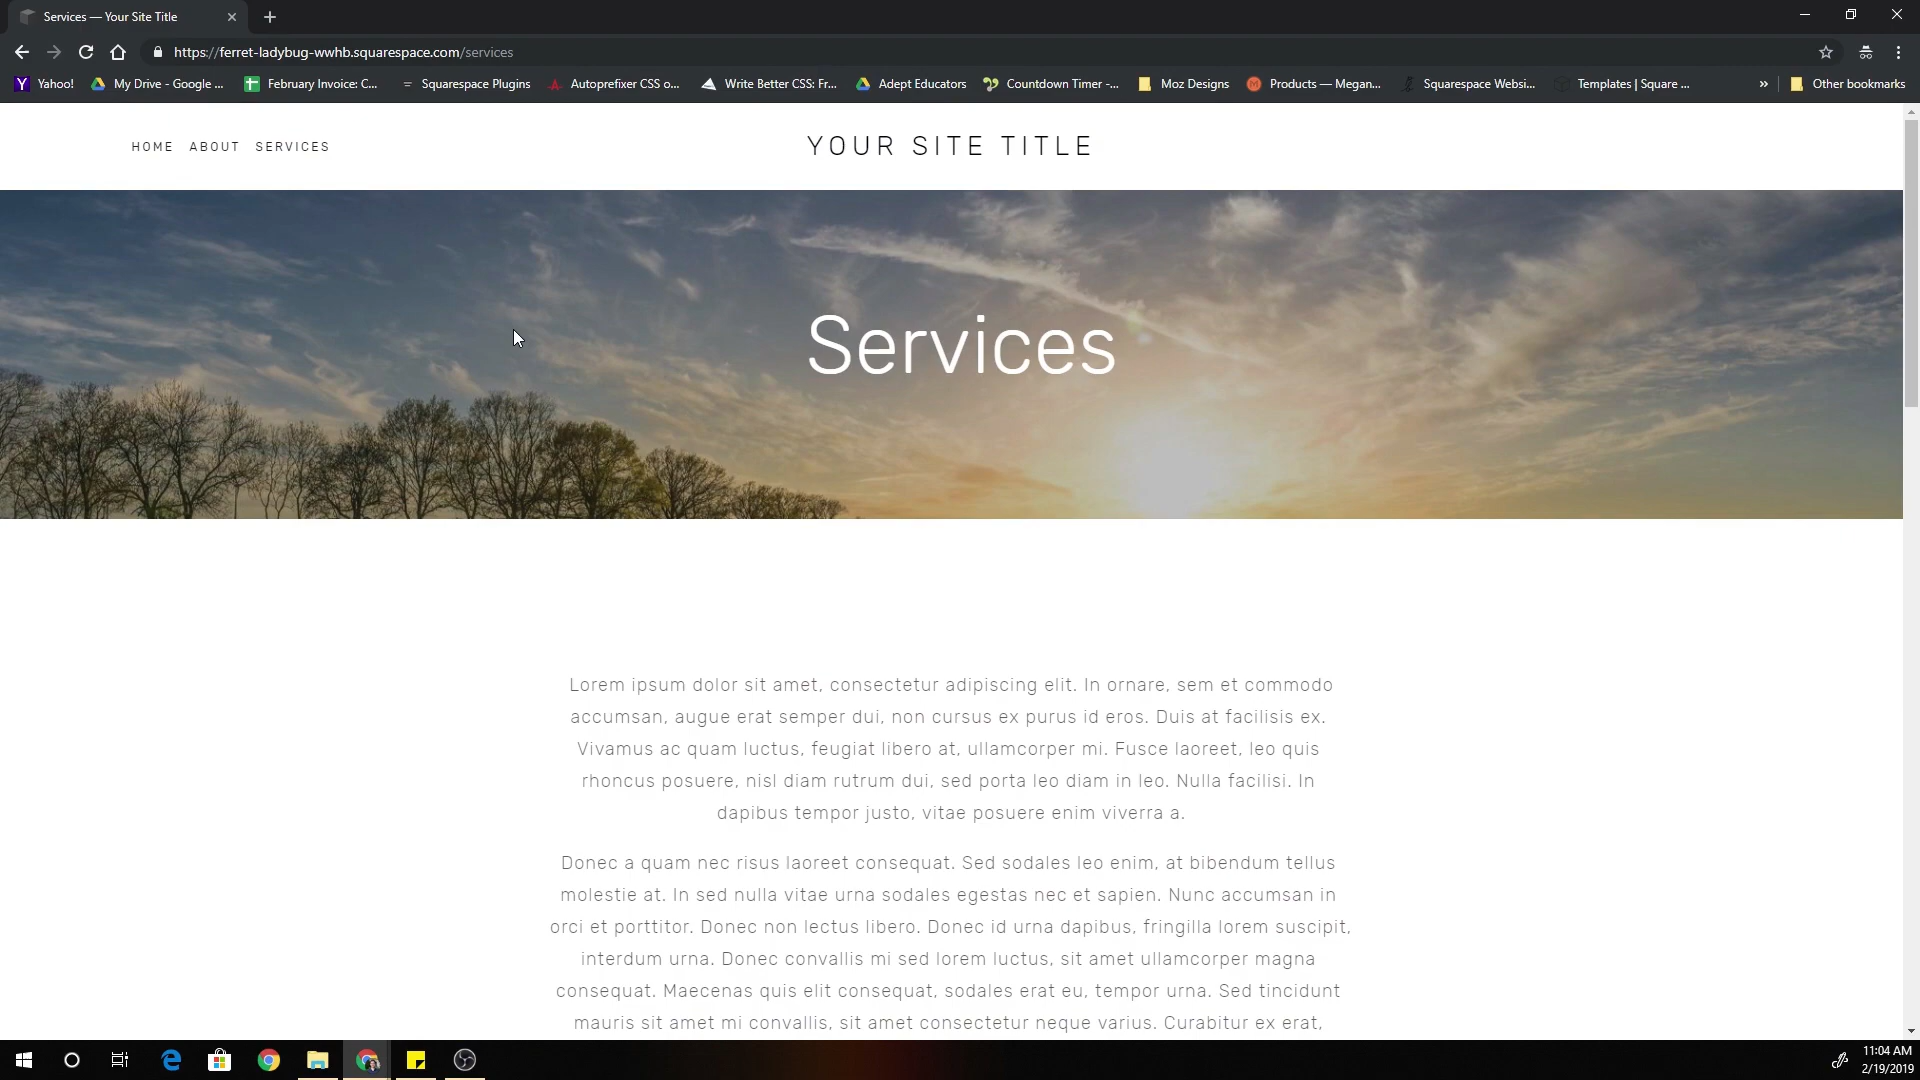 Services — Your Site Title
https://ferret-ladybug-wwhb.squarespace.com/services
Yahoo! My Drive - Google ... February Invoice: C... Squarespace Plugins Autoprefixer CSS o... Write Better CSS: Fr... Adept Educators Countdown Timer -... Moz Designs Products — Megan... Squarespace Websi... Templates | Square ... » Other bookmarks
HOME ABOUT SERVICES
YOUR SITE TITLE
Services
Lorem ipsum dolor sit amet, consectetur adipiscing elit. In ornare, sem et commodo
accumsan, augue erat semper dui, non cursus ex purus id eros. Duis at facilisis ex.
Vivamus ac quam luctus, feugiat libero at, ullamcorper mi. Fusce laoreet, leo quis
rhoncus posuere, nisl diam rutrum dui, sed porta leo diam in leo. Nulla facilisi. In
dapibus tempor justo, vitae posuere enim viverra a.
Donec a quam nec risus laoreet consequat. Sed sodales leo enim, at bibendum tellus
molestie at. In sed nulla vitae urna sodales egestas nec et sapien. Nunc accumsan in
orci et porttitor. Donec non lectus libero. Donec id urna dapibus, fringilla lorem suscipit,
interdum urna. Donec convallis mi sed lorem luctus, sit amet ullamcorper magna
consequat. Maecenas quis elit consequat, sodales erat eu, tempor urna. Sed tincidunt
mauris sit amet mi convallis, sit amet consectetur neque varius. Curabitur ex erat,
11:04 AM
2/19/2019